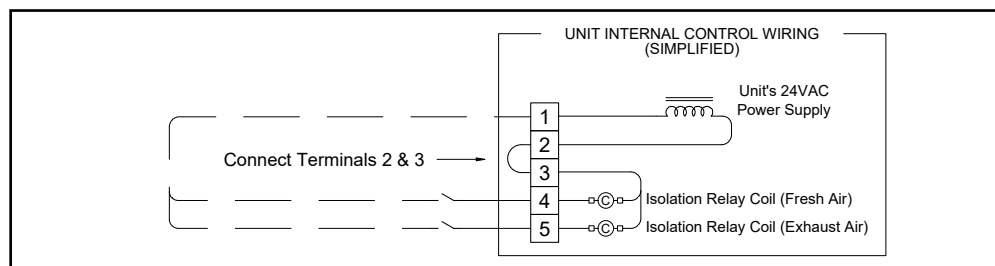 UNIT INTERNAL CONTROL WIRING
(SIMPLIFIED)
Unit's 24VAC
Power Supply
1
2
Connect Terminals 2 & 3
3
4
C
Isolation Relay Coil (Fresh Air)
5
C
Isolation Relay Coil (Exhaust Air)